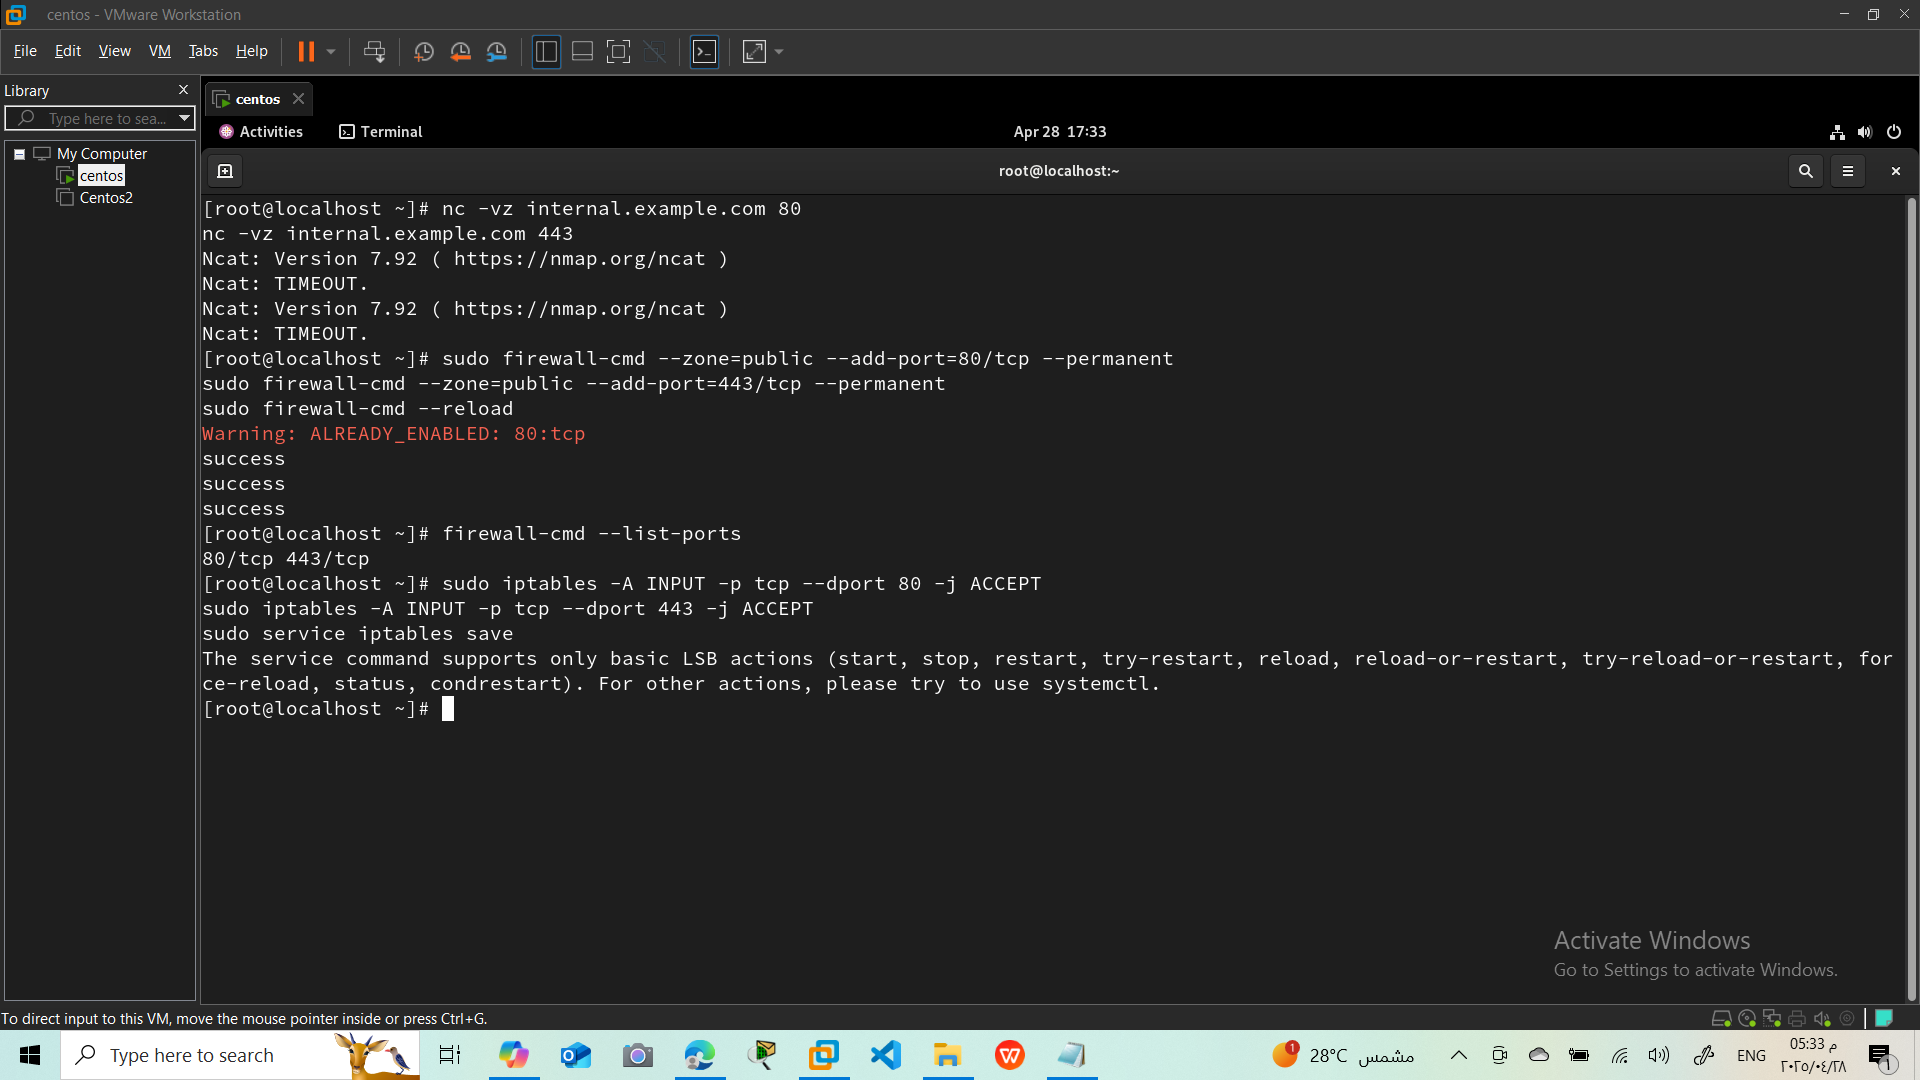 centos - VMware Workstation
File Edit View VM Tabs Help
Library
Type here to sea...
My Computer
centos
Centos2
centos
Activities Terminal Apr 28 17:33
root@localhost:~
[root@localhost ~]# nc -vz internal.example.com 80
nc -vz internal.example.com 443
Ncat: Version 7.92 ( https://nmap.org/ncat )
Ncat: TIMEOUT.
Ncat: Version 7.92 ( https://nmap.org/ncat )
Ncat: TIMEOUT.
[root@localhost ~]# sudo firewall-cmd --zone=public --add-port=80/tcp --permanent
sudo firewall-cmd --zone=public --add-port=443/tcp --permanent
sudo firewall-cmd --reload
Warning: ALREADY_ENABLED: 80:tcp
success
success
success
[root@localhost ~]# firewall-cmd --list-ports
80/tcp 443/tcp
[root@localhost ~]# sudo iptables -A INPUT -p tcp --dport 80 -j ACCEPT
sudo iptables -A INPUT -p tcp --dport 443 -j ACCEPT
sudo service iptables save
The service command supports only basic LSB actions (start, stop, restart, try-restart, reload, reload-or-restart, try-reload-or-restart, for
ce-reload, status, condrestart). For other actions, please try to use systemctl.
[root@localhost ~]#
Activate Windows
Go to Settings to activate Windows.
To direct input to this VM, move the mouse pointer inside or press Ctrl+G.
Type here to search
1
28°C مشمس
ENG
05:33 م
٢٠٢٥/٠٤/٢٨
١